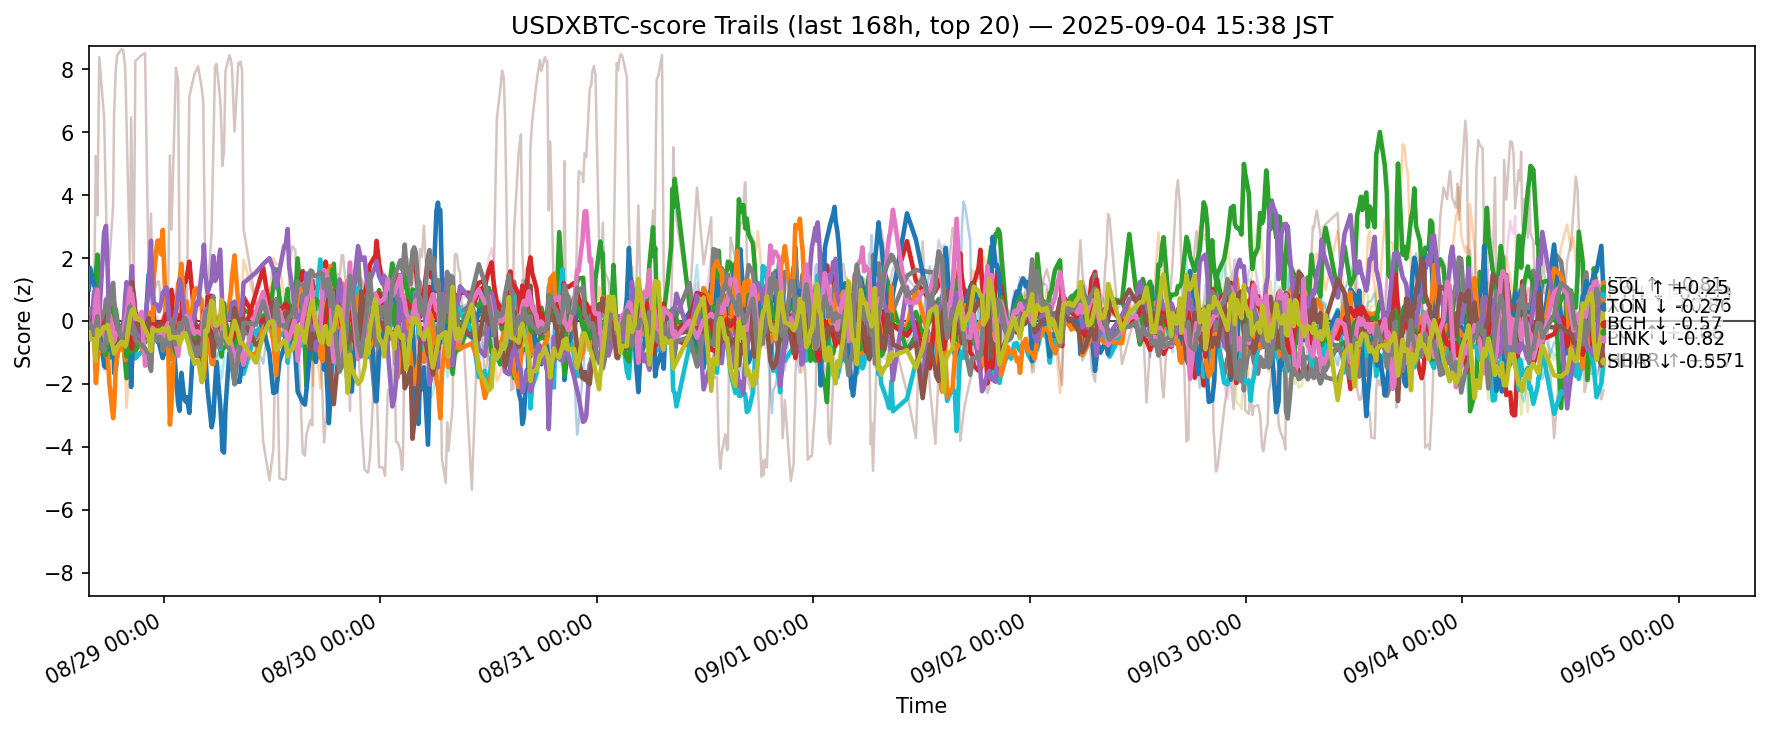 USDXBTC-score Trails (last 168h, top 20) — 2025-09-04 15:38 JST
Score (z)
8
6
4
2
0
−2
−4
−6
−8
SOL ↑ +0.25
TON ↓ -0.27
BCH ↓ -0.57
LINK ↓ -0.82
SHIB ↓ -0.55
08/29 00:00
08/30 00:00
08/31 00:00
09/01 00:00
09/02 00:00
09/03 00:00
09/04 00:00
09/05 00:00
Time